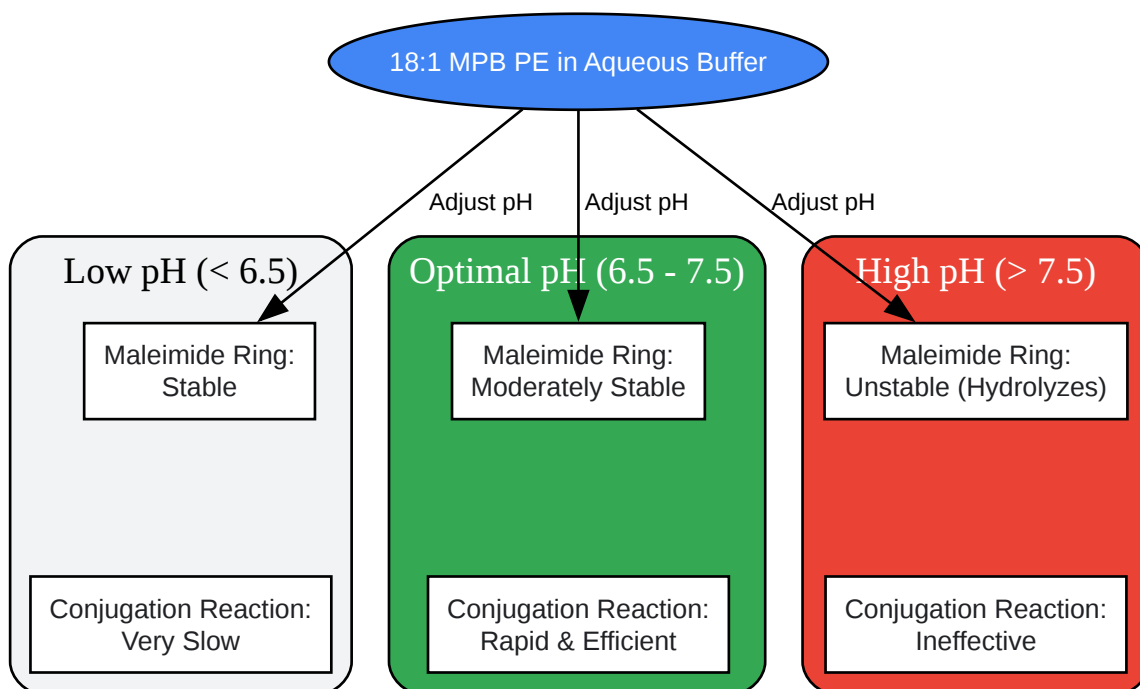 18:1 MPB PE in Aqueous Buffer
Adjust pH
Adjust pH
Adjust pH
Low pH (< 6.5)
Optimal pH (6.5 - 7.5)
High pH (> 7.5)
Maleimide Ring:
Stable
Maleimide Ring:
Moderately Stable
Maleimide Ring:
Unstable (Hydrolyzes)
Conjugation Reaction:
Very Slow
Conjugation Reaction:
Rapid & Efficient
Conjugation Reaction:
Ineffective